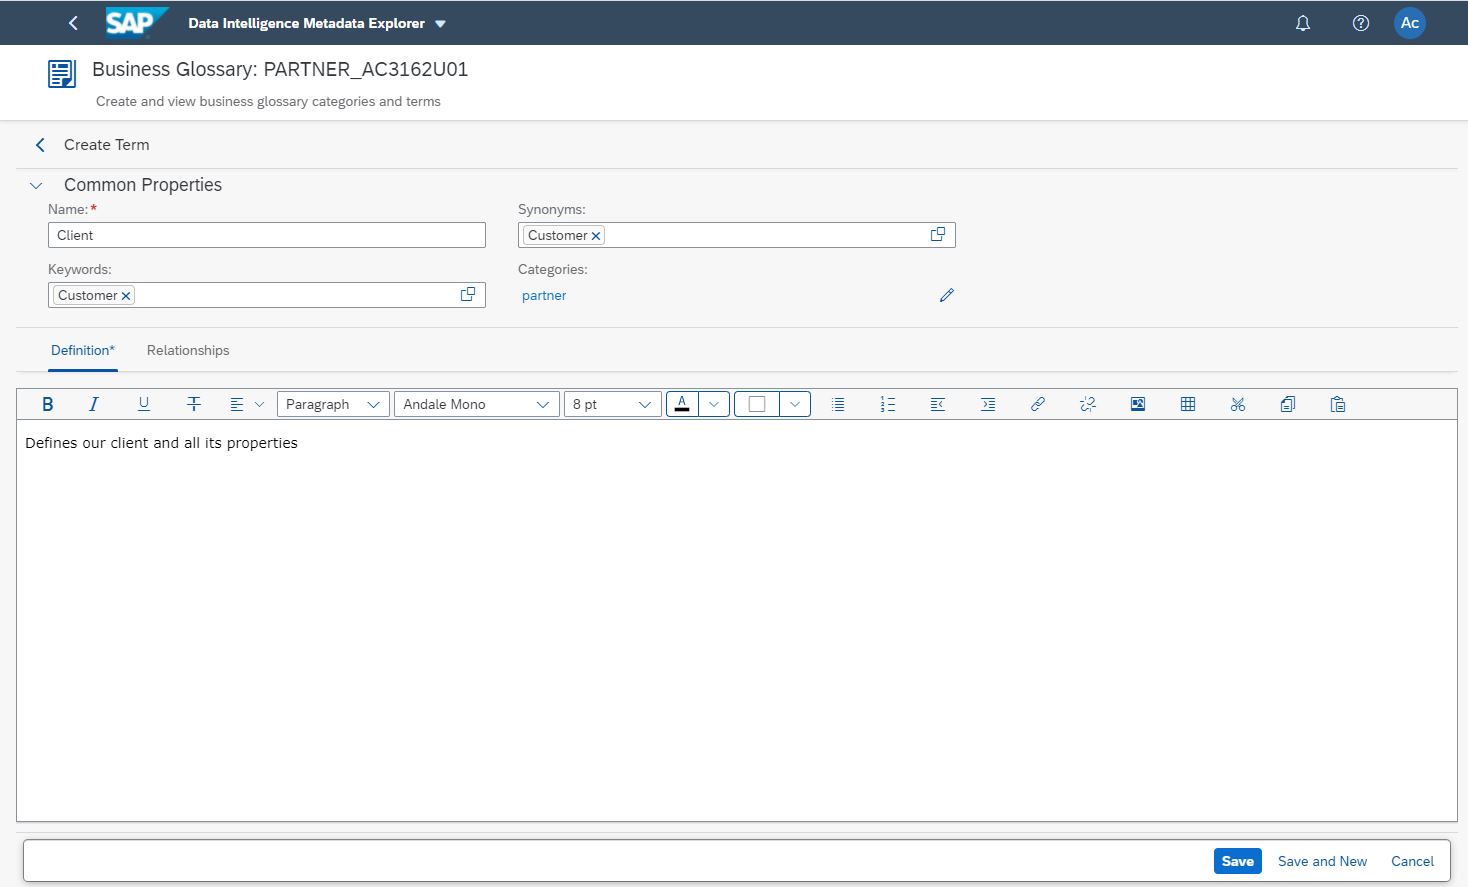 SAP Data Intelligence Metadata Explorer Ac
Business Glossary: PARTNER_AC3162U01
Create and view business glossary categories and terms
Create Term
Common Properties
Name:* Synonyms:
Client Customer
Keywords: Categories:
Customer partner
Definition* Relationships
B I U T Paragraph Andale Mono 8 pt A
Defines our client and all its properties
Save Save and New Cancel